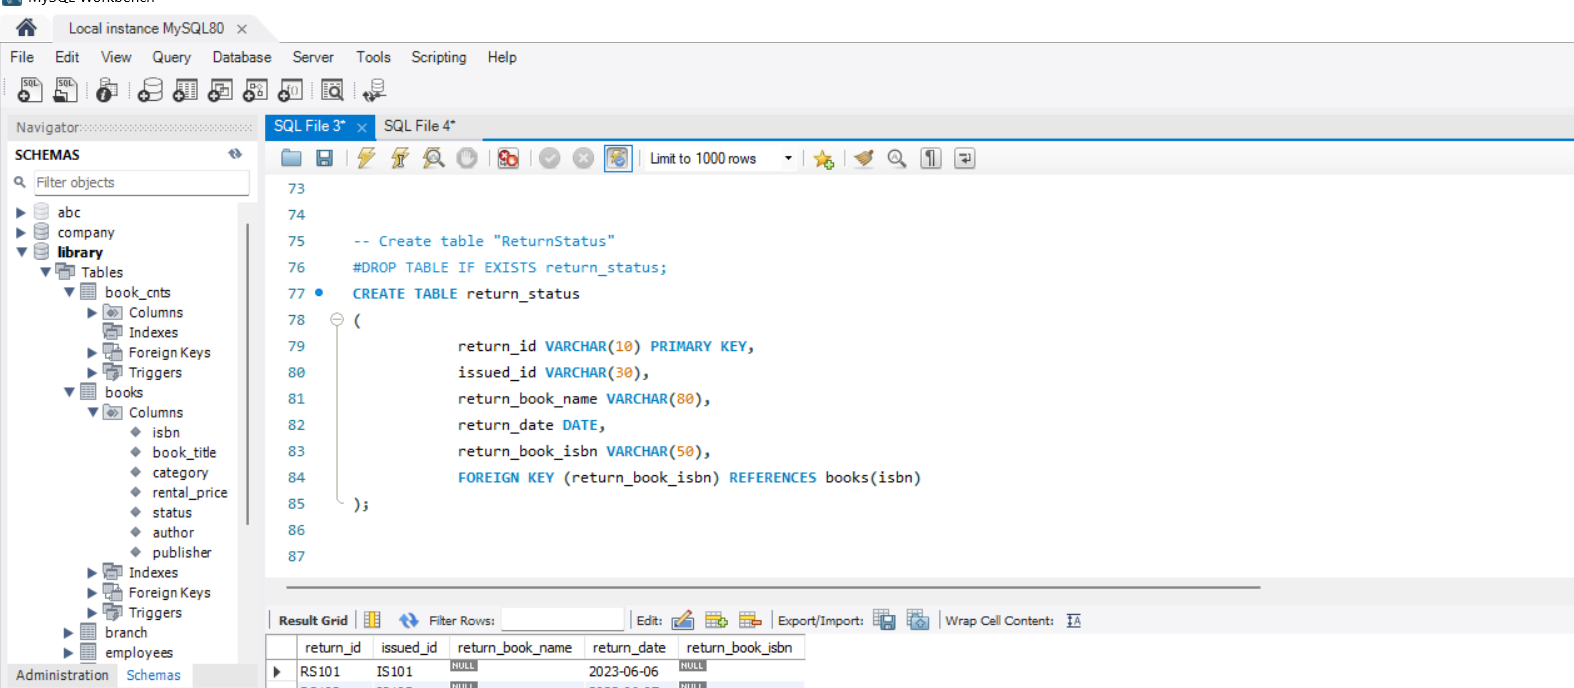 MySQL Workbench
Local instance MySQL80
File Edit View Query Database Server Tools Scripting Help
Navigator
SQL File 3* SQL File 4*
SCHEMAS
Limit to 1000 rows
Filter objects
abc
company
library
Tables
book_cnts
Columns
Indexes
Foreign Keys
Triggers
books
Columns
isbn
book_title
category
rental_price
status
author
publisher
Indexes
Foreign Keys
Triggers
branch
employees
Administration Schemas
73
74
75 -- Create table "ReturnStatus"
76 #DROP TABLE IF EXISTS return_status;
77 CREATE TABLE return_status
78 (
79 return_id VARCHAR(10) PRIMARY KEY,
80 issued_id VARCHAR(30),
81 return_book_name VARCHAR(80),
82 return_date DATE,
83 return_book_isbn VARCHAR(50),
84 FOREIGN KEY (return_book_isbn) REFERENCES books(isbn)
85 );
86
87
Result Grid Filter Rows: Edit: Export/Import: Wrap Cell Content:
return_id issued_id return_book_name return_date return_book_isbn
RS101 IS101 NULL 2023-06-06 NULL
NULL NULL